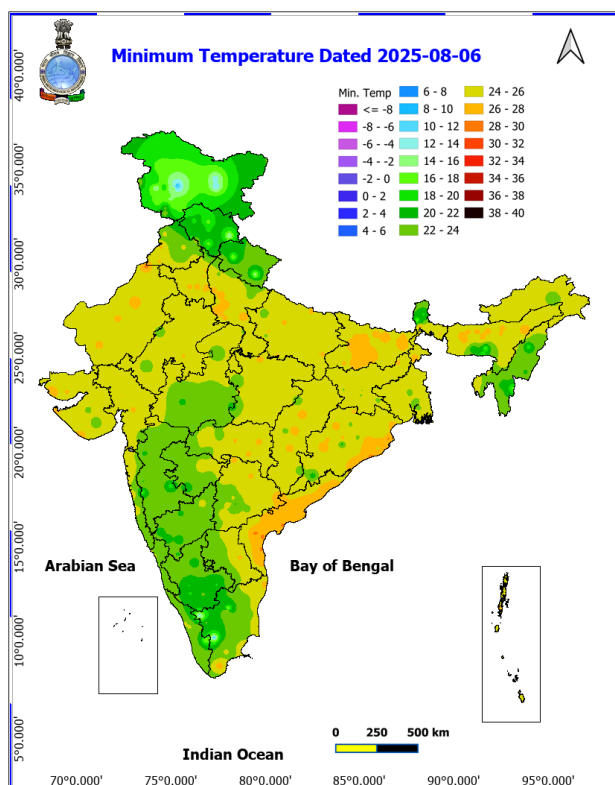 Minimum Temperature Dated 2025-08-06
Min. Temp
<= -8
-8 - -6
-6 - -4
-4 - -2
-2 - 0
0 - 2
2 - 4
4 - 6
6 - 8
8 - 10
10 - 12
12 - 14
14 - 16
16 - 18
18 - 20
20 - 22
22 - 24
24 - 26
26 - 28
28 - 30
30 - 32
32 - 34
34 - 36
36 - 38
38 - 40
40°0.000'
35°0.000'
30°0.000'
25°0.000'
20°0.000'
15°0.000'
10°0.000'
5°0.000'
Arabian Sea
Bay of Bengal
Indian Ocean
0 250 500 km
70°0.000' 75°0.000' 80°0.000' 85°0.000' 90°0.000' 95°0.000'